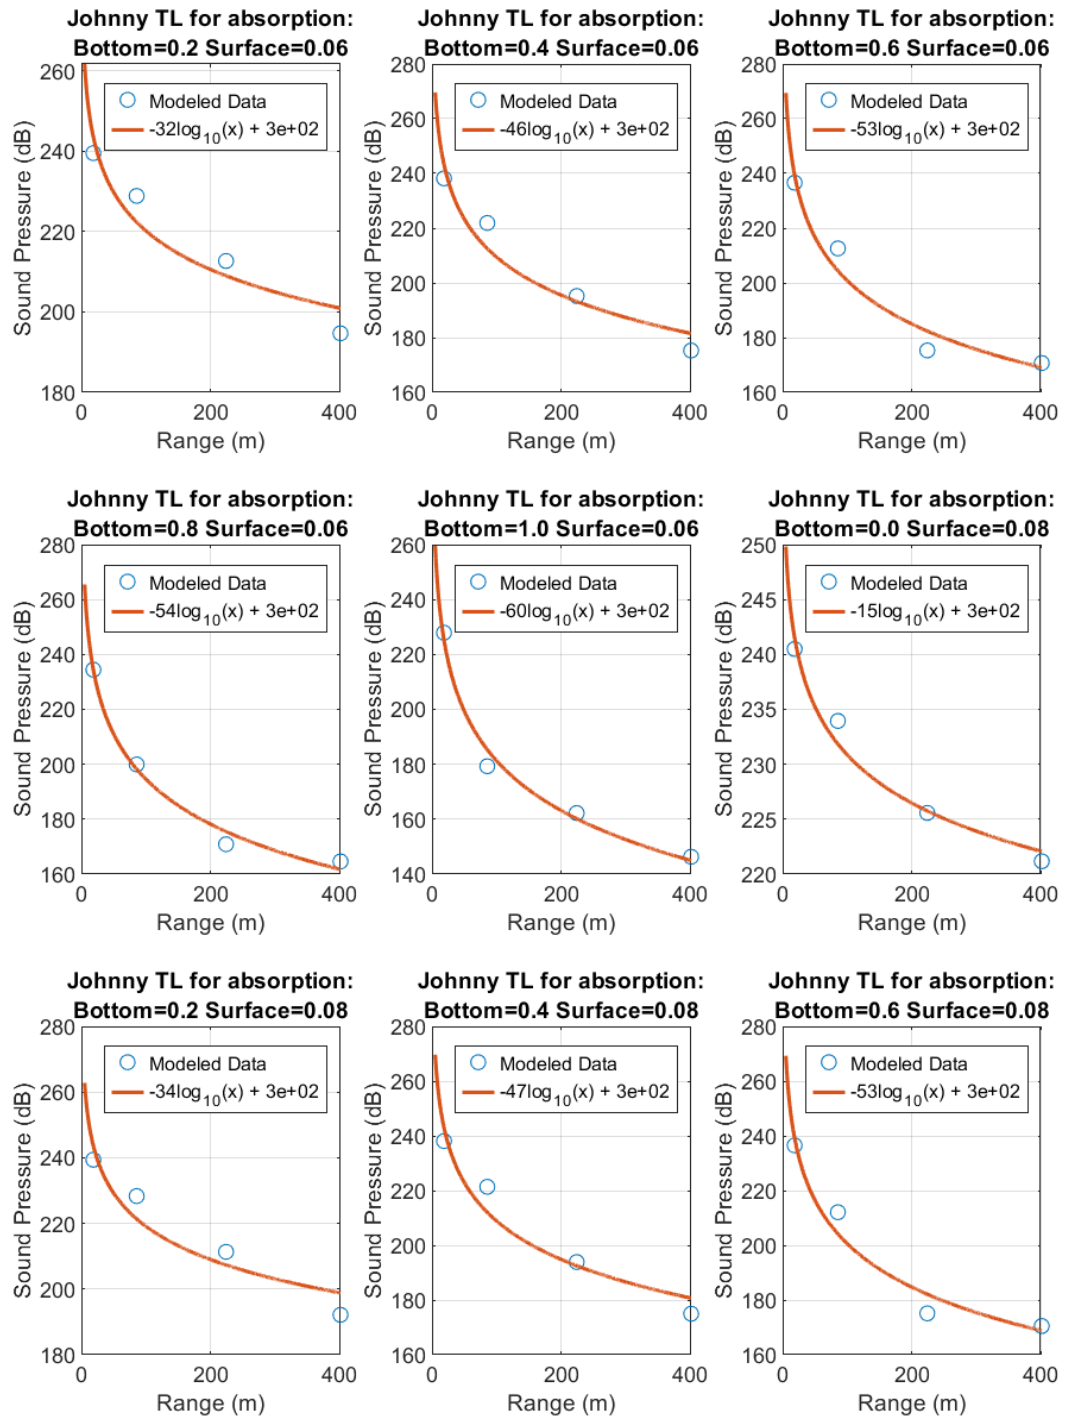 Johnny TL for absorption:
Bottom=0.2 Surface=0.06
260
240
220
200
180
Sound Pressure (dB)
Modeled Data
-32log10(x) + 3e+02
0
200
400
Range (m)
Johnny TL for absorption:
Bottom=0.4 Surface=0.06
280
260
240
220
200
180
160
Sound Pressure (dB)
Modeled Data
-46log10(x) + 3e+02
0
200
400
Range (m)
Johnny TL for absorption:
Bottom=0.6 Surface=0.06
280
260
240
220
200
180
160
Sound Pressure (dB)
Modeled Data
-53log10(x) + 3e+02
0
200
400
Range (m)
Johnny TL for absorption:
Bottom=0.8 Surface=0.06
280
260
240
220
200
180
160
Sound Pressure (dB)
Modeled Data
-54log10(x) + 3e+02
0
200
400
Range (m)
Johnny TL for absorption:
Bottom=1.0 Surface=0.06
260
240
220
200
180
160
140
Sound Pressure (dB)
Modeled Data
-60log10(x) + 3e+02
0
200
400
Range (m)
Johnny TL for absorption:
Bottom=0.0 Surface=0.08
250
245
240
235
230
225
220
Sound Pressure (dB)
Modeled Data
-15log10(x) + 3e+02
0
200
400
Range (m)
Johnny TL for absorption:
Bottom=0.2 Surface=0.08
280
260
240
220
200
180
Sound Pressure (dB)
Modeled Data
-34log10(x) + 3e+02
0
200
400
Range (m)
Johnny TL for absorption:
Bottom=0.4 Surface=0.08
280
260
240
220
200
180
160
Sound Pressure (dB)
Modeled Data
-47log10(x) + 3e+02
0
200
400
Range (m)
Johnny TL for absorption:
Bottom=0.6 Surface=0.08
280
260
240
220
200
180
160
Sound Pressure (dB)
Modeled Data
-53log10(x) + 3e+02
0
200
400
Range (m)